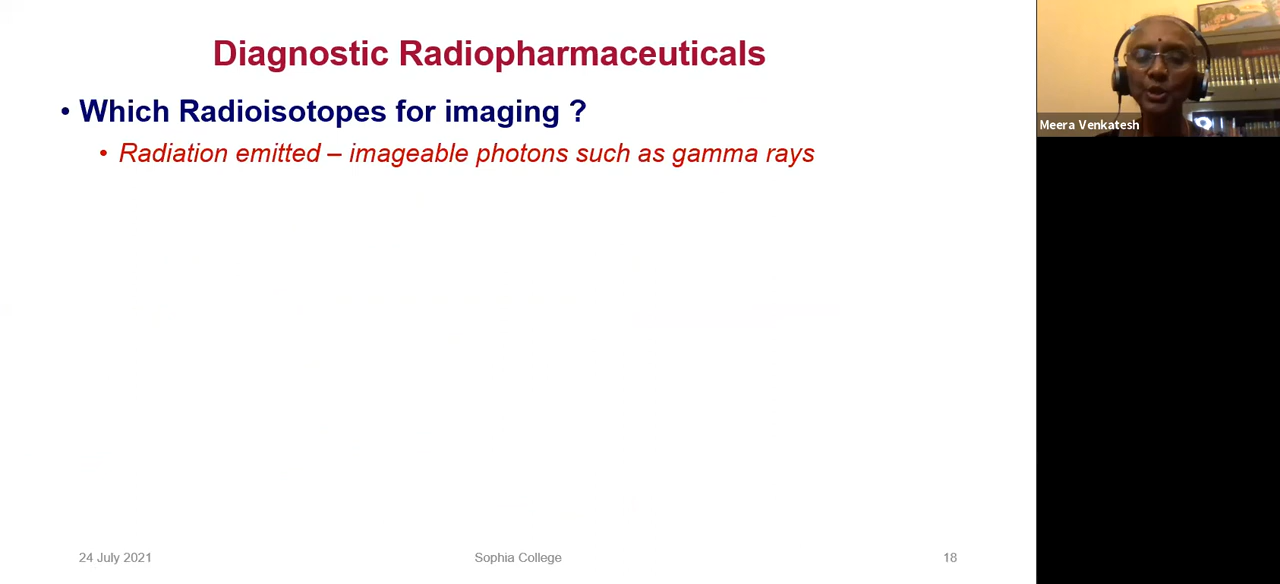 Diagnostic Radiopharmaceuticals
• Which Radioisotopes for imaging ?
• Radiation emitted – imageable photons such as gamma rays
Meera Venkatesh
24 July 2021
Sophia College
18